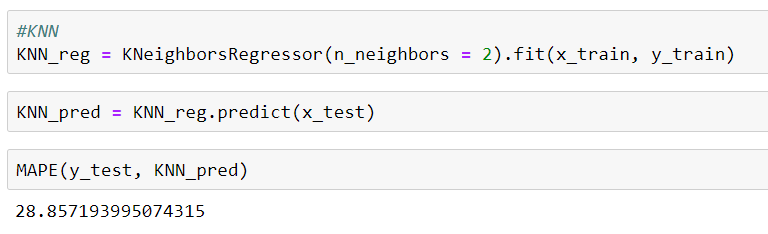 #KNN
KNN_reg = KNeighborsRegressor(n_neighbors = 2).fit(x_train, y_train)
KNN_pred = KNN_reg.predict(x_test)
MAPE(y_test, KNN_pred)
28.857193995074315